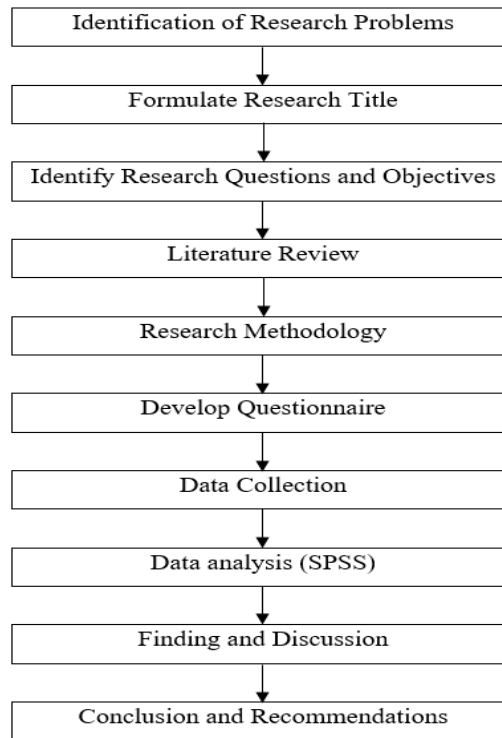 Identification of Research Problems
Formulate Research Title
Identify Research Questions and Objectives
Literature Review
Research Methodology
Develop Questionnaire
Data Collection
Data analysis (SPSS)
Finding and Discussion
Conclusion and Recommendations